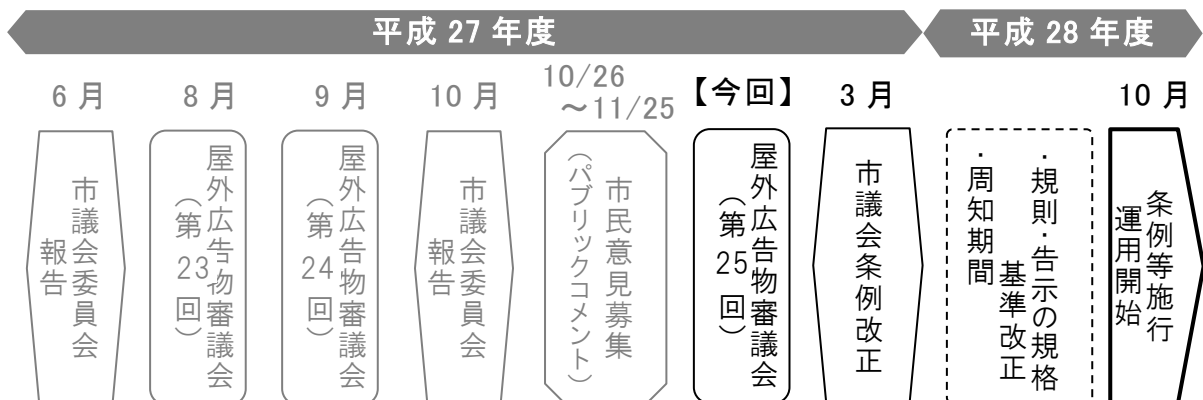 平成 27 年度
平成 28 年度
6 月
8 月
9 月
10 月
10/26
～11/25
【今回】
3 月
10 月
市議会委員会
報告
屋外広告物審議会
（第 23 回）
屋外広告物審議会
（第 24 回）
市議会委員会
報告
市民意見募集
（パブリックコメント）
屋外広告物審議会
（第 25 回）
市議会条例改正
・規則・告示の規格
基準改正
・周知期間
条例等施行
運用開始